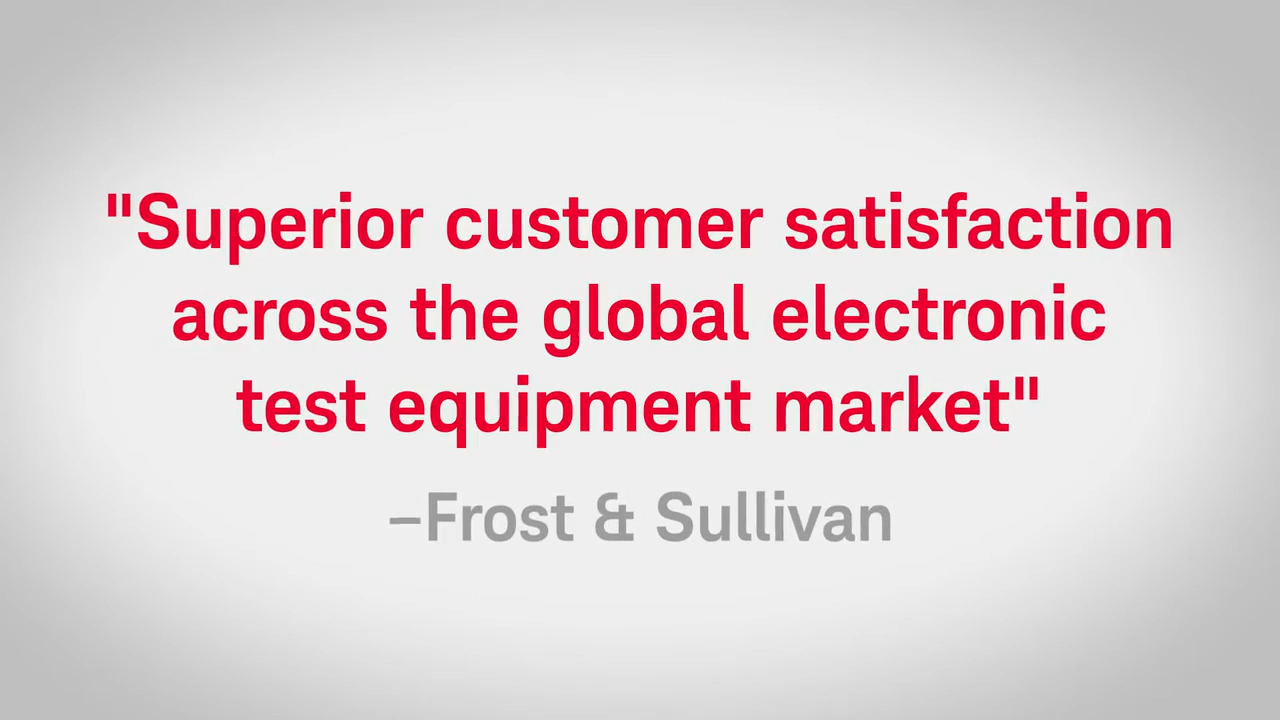 "Superior customer satisfaction
across the global electronic
test equipment market"
–Frost & Sullivan